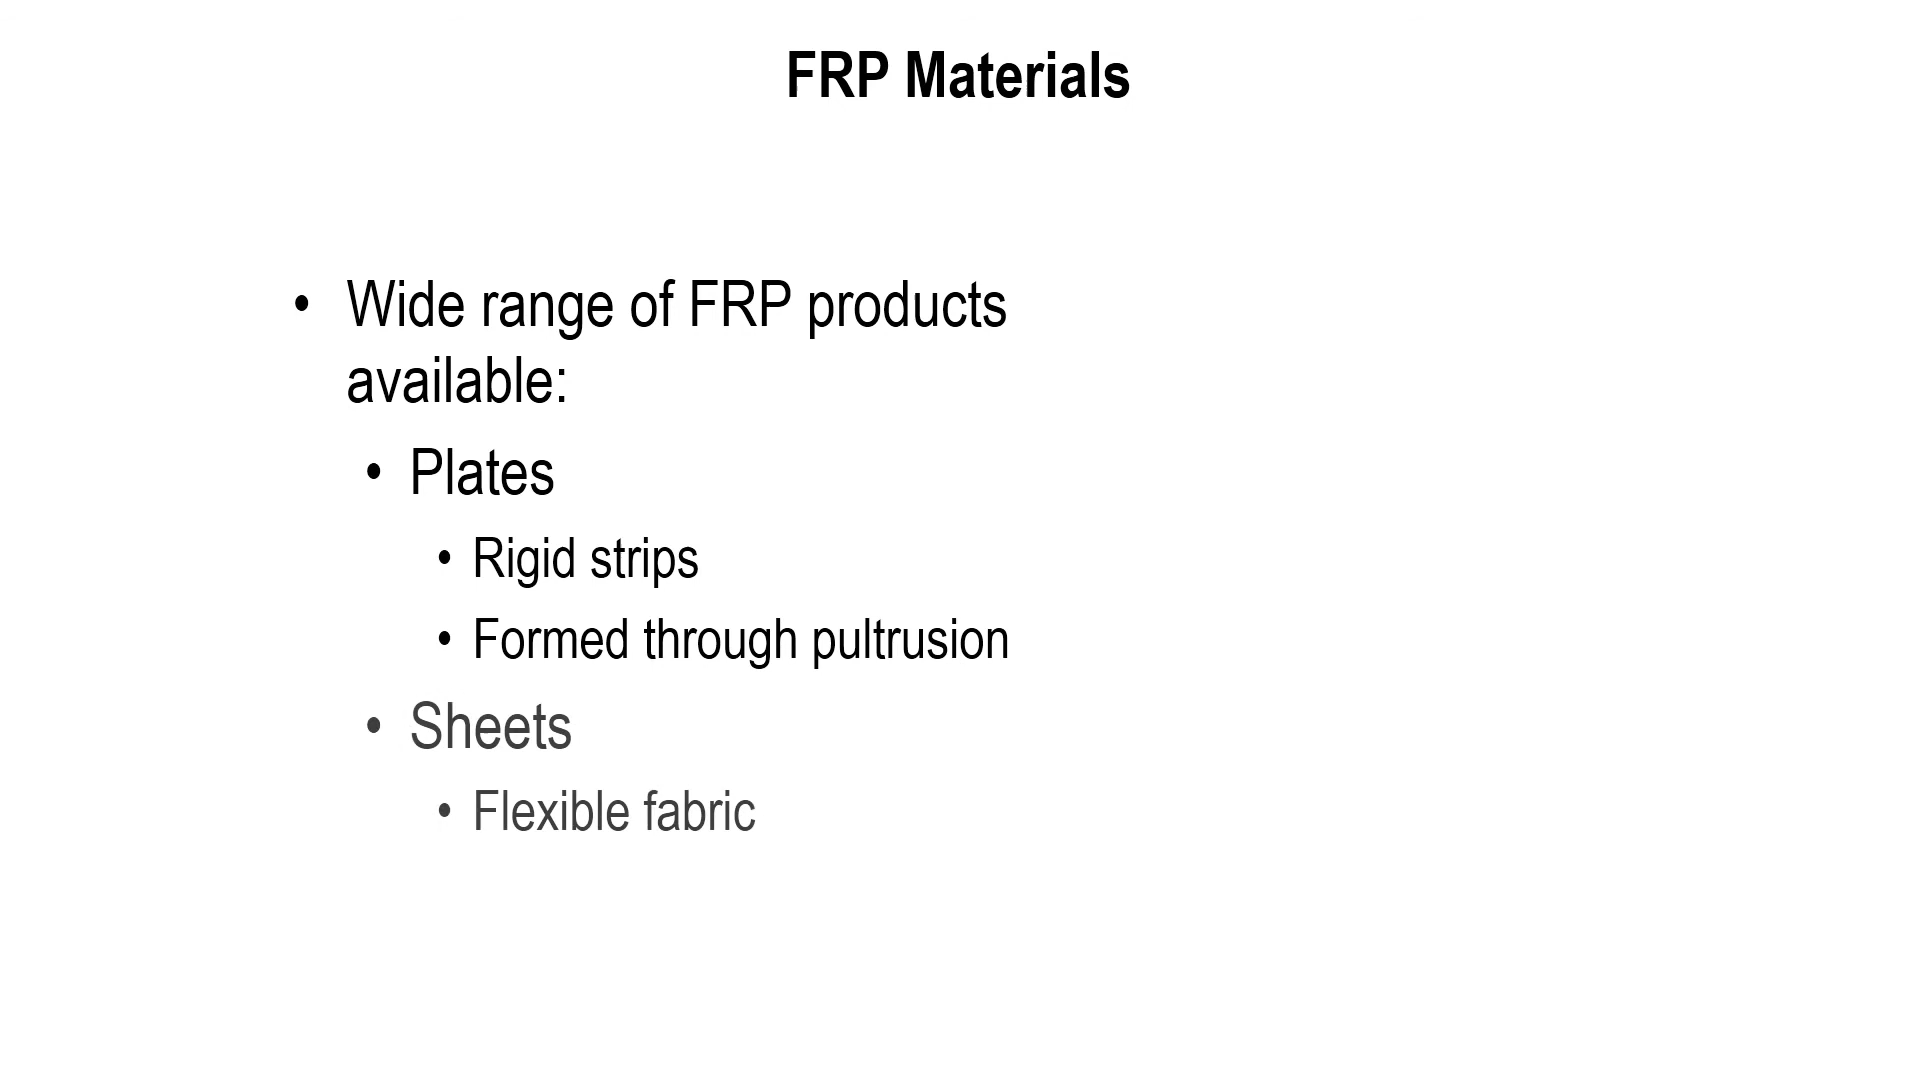 FRP Materials
• Wide range of FRP products
available:
• Plates
• Rigid strips
• Formed through pultrusion
• Sheets
• Flexible fabric